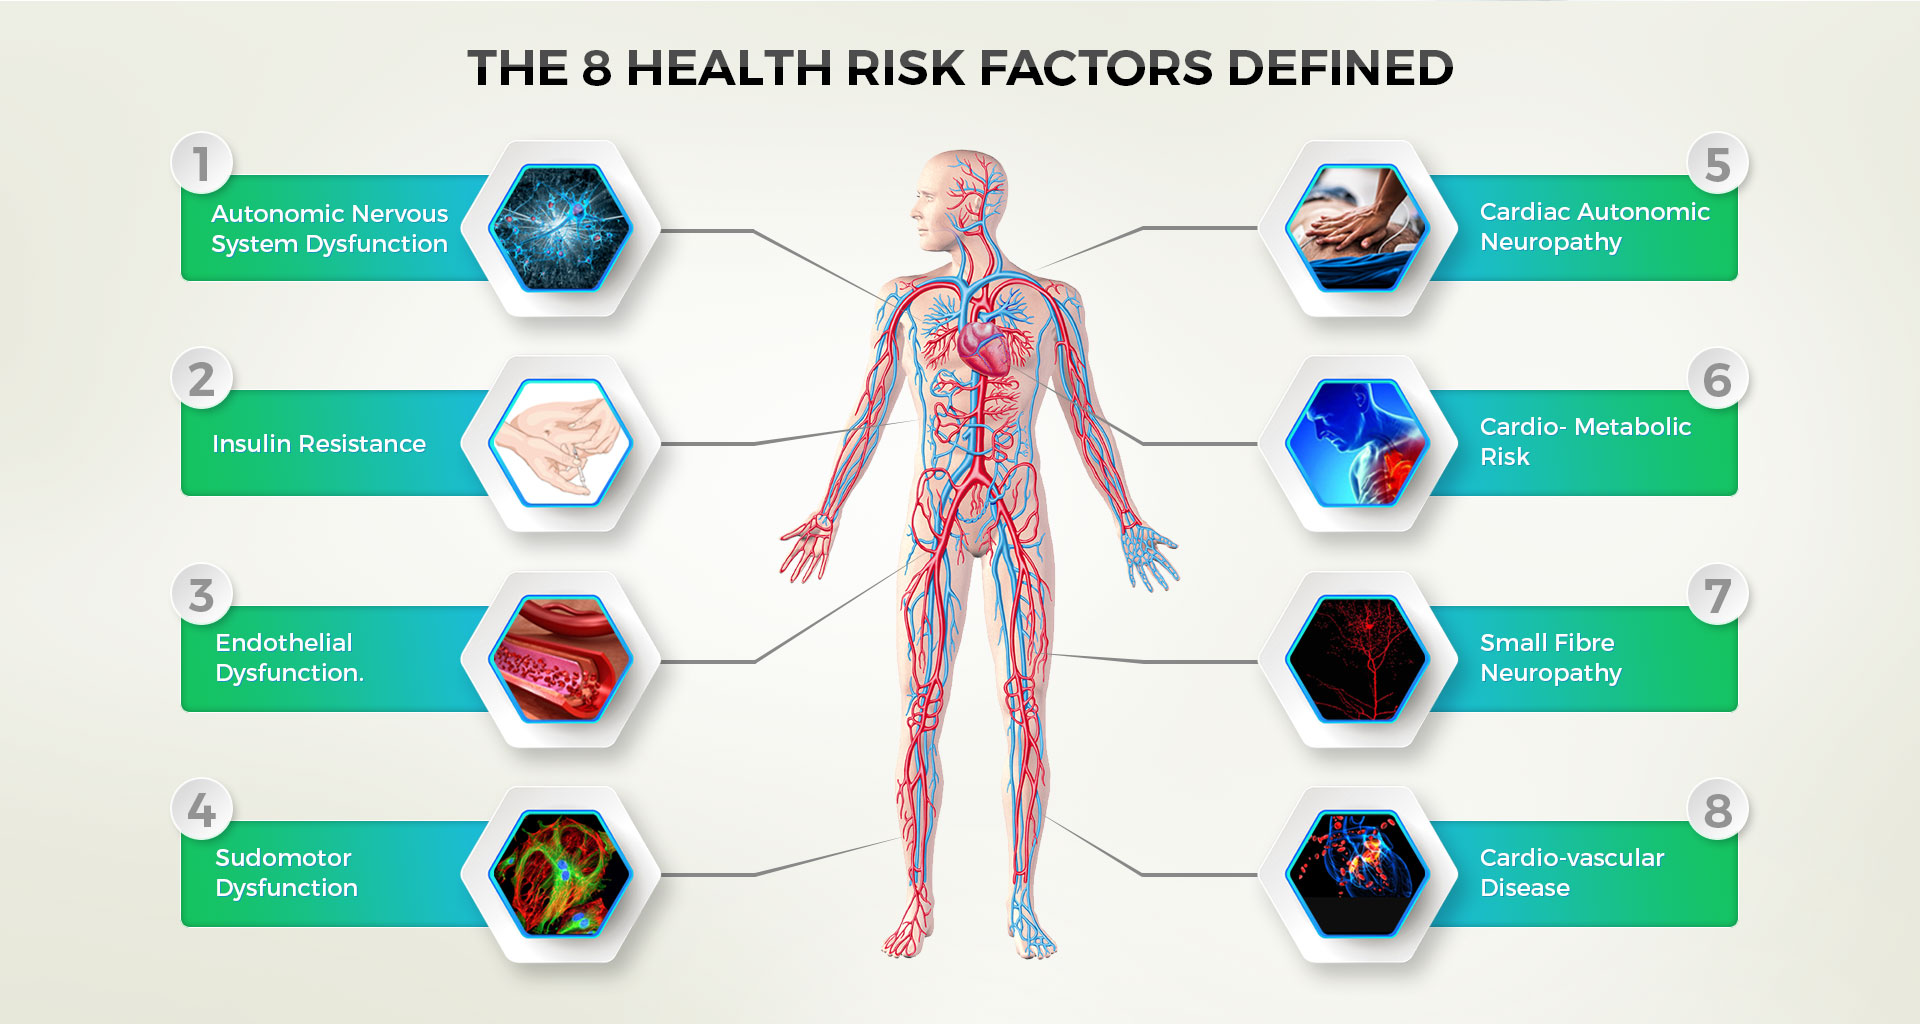 THE 8 HEALTH RISK FACTORS DEFINED
1
Autonomic Nervous
System Dysfunction
2
Insulin Resistance
3
Endothelial
Dysfunction.
4
Sudomotor
Dysfunction
5
Cardiac Autonomic
Neuropathy
6
Cardio- Metabolic
Risk
7
Small Fibre
Neuropathy
8
Cardio-vascular
Disease